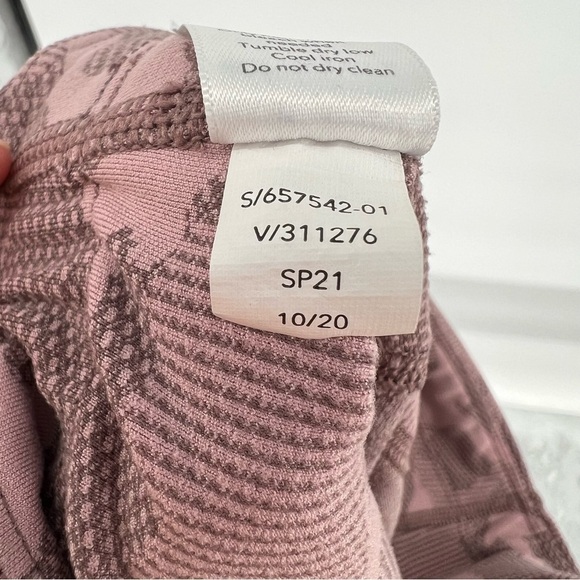 needed
Tumble dry low
Cool iron
Do not dry clean
S/657542-01
V/311276
SP21
10/20